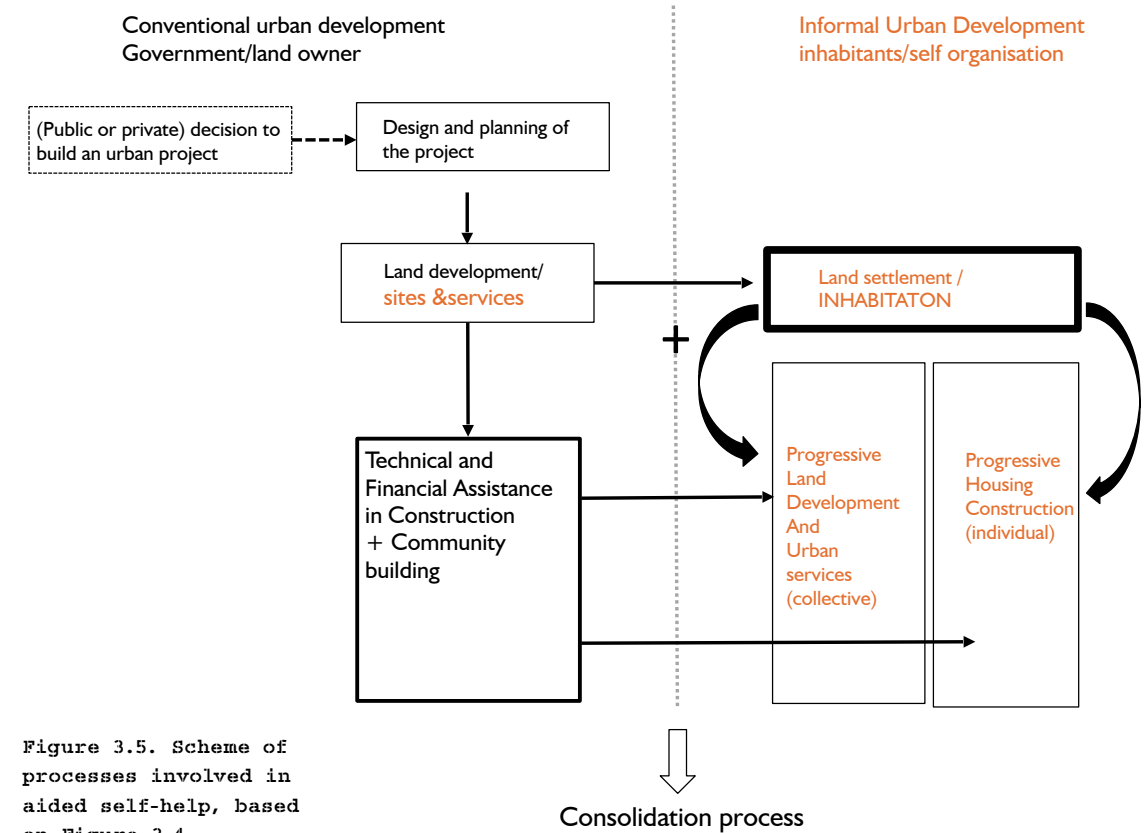 Conventional urban development
Government/land owner
Informal Urban Development
inhabitants/self organisation
(Public or private) decision to
build an urban project
Design and planning of
the project
Land development/
sites &services
Land settlement /
INHABITATON
+
Technical and
Financial Assistance
in Construction
+ Community
building
Progressive
Land
Development
And
Urban
services
(collective)
Progressive
Housing
Construction
(individual)
Figure 3.5. Scheme of
processes involved in
aided self-help, based
Consolidation process